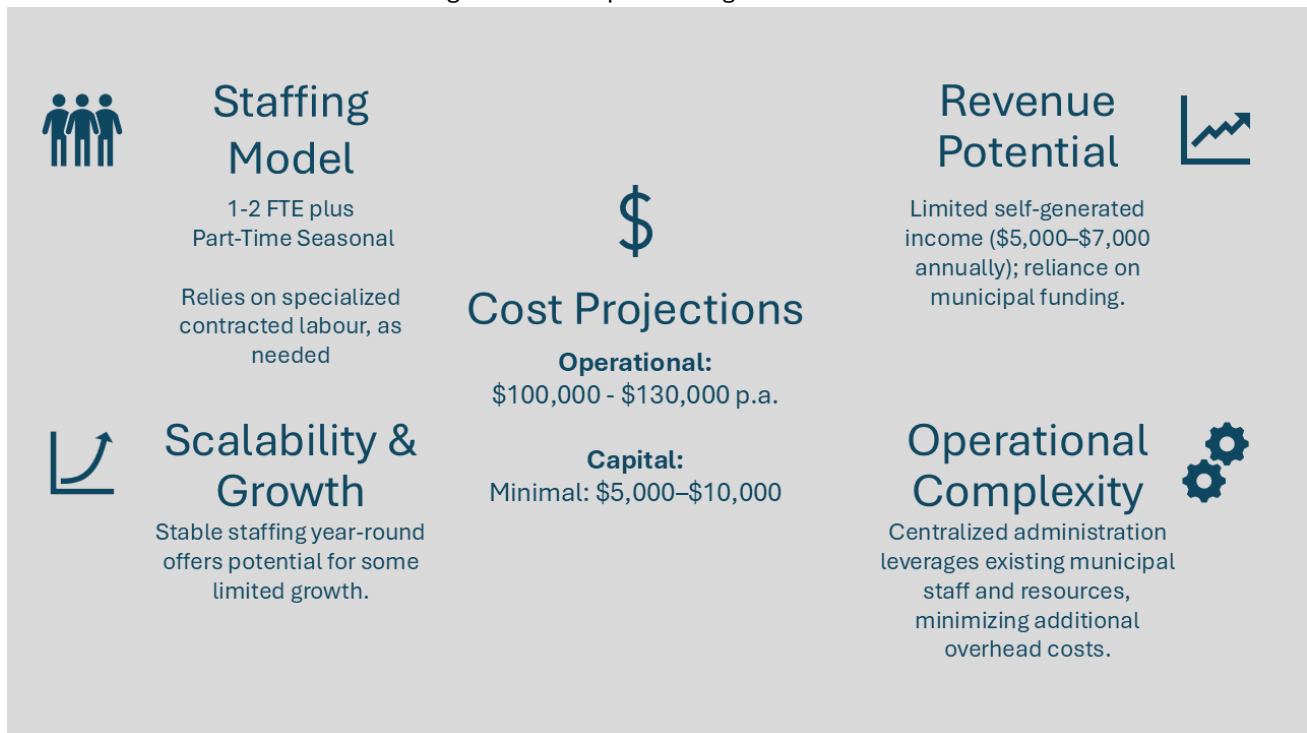 Staffing
Model
1-2 FTE plus
Part-Time Seasonal
Relies on specialized
contracted labour, as
needed
Scalability &
Growth
Stable staffing year-round
offers potential for some
limited growth.
$
Cost Projections
Operational:
$100,000 - $130,000 p.a.
Capital:
Minimal: $5,000–$10,000
Revenue
Potential
Limited self-generated
income ($5,000–$7,000
annually); reliance on
municipal funding.
Operational
Complexity
Centralized administration
leverages existing municipal
staff and resources,
minimizing additional
overhead costs.